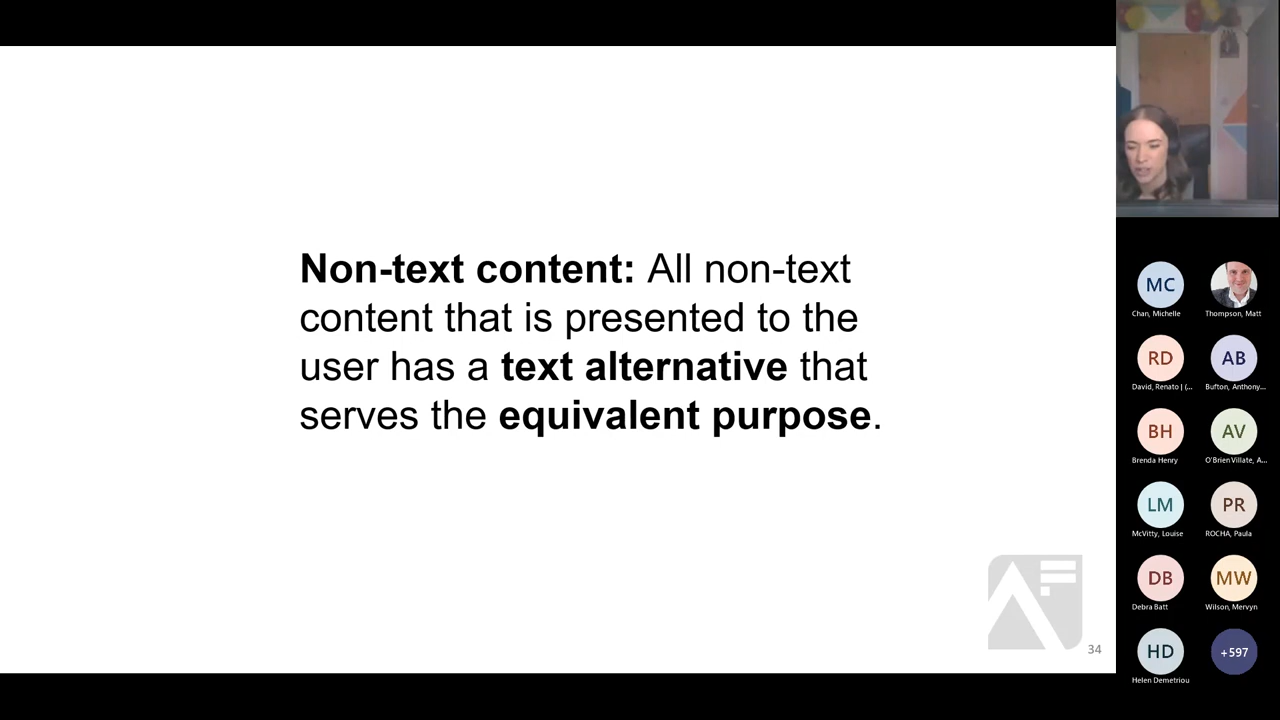 Non-text content: All non-text
content that is presented to the
user has a text alternative that
serves the equivalent purpose.
34
MC
Chan, Michelle
Thompson, Matt
RD
David, Renato | (...
AB
Bufton, Anthony...
BH
Brenda Henry
AV
O'Brien Villate, A...
LM
McVitty, Louise
PR
ROCHA, Paula
DB
Debra Batt
MW
Wilson, Mervyn
HD
Helen Demetriou
+597